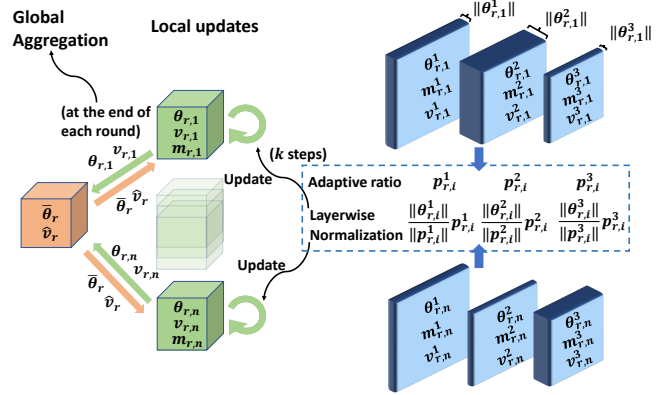 Global
Aggregation
Local updates
(at the end of
each round)
θ_{r,1} v_{r,1}
θ̅_r v̂_r
θ_{r,1}
v_{r,1}
m_{r,1}
(k steps)
Update
θ̅_r
v̂_r
θ_{r,n}
v_{r,n}
θ̅_r v̂_r
Update
θ_{r,n}
v_{r,n}
m_{r,n}
‖θ^1_{r,1}‖ ‖θ^2_{r,1}‖ ‖θ^3_{r,1}‖
θ^1_{r,1} θ^2_{r,1} θ^3_{r,1}
m^1_{r,1} m^2_{r,1} m^3_{r,1}
v^1_{r,1} v^2_{r,1} v^3_{r,1}
Adaptive ratio p^1_{r,i} p^2_{r,i} p^3_{r,i}
Layerwise
Normalization ‖θ^1_{r,i}‖/‖p^1_{r,i}‖ p^1_{r,i} ‖θ^2_{r,i}‖/‖p^2_{r,i}‖ p^2_{r,i} ‖θ^3_{r,i}‖/‖p^3_{r,i}‖ p^3_{r,i}
θ^1_{r,n} θ^2_{r,n} θ^3_{r,n}
m^1_{r,n} m^2_{r,n} m^3_{r,n}
v^1_{r,n} v^2_{r,n} v^3_{r,n}